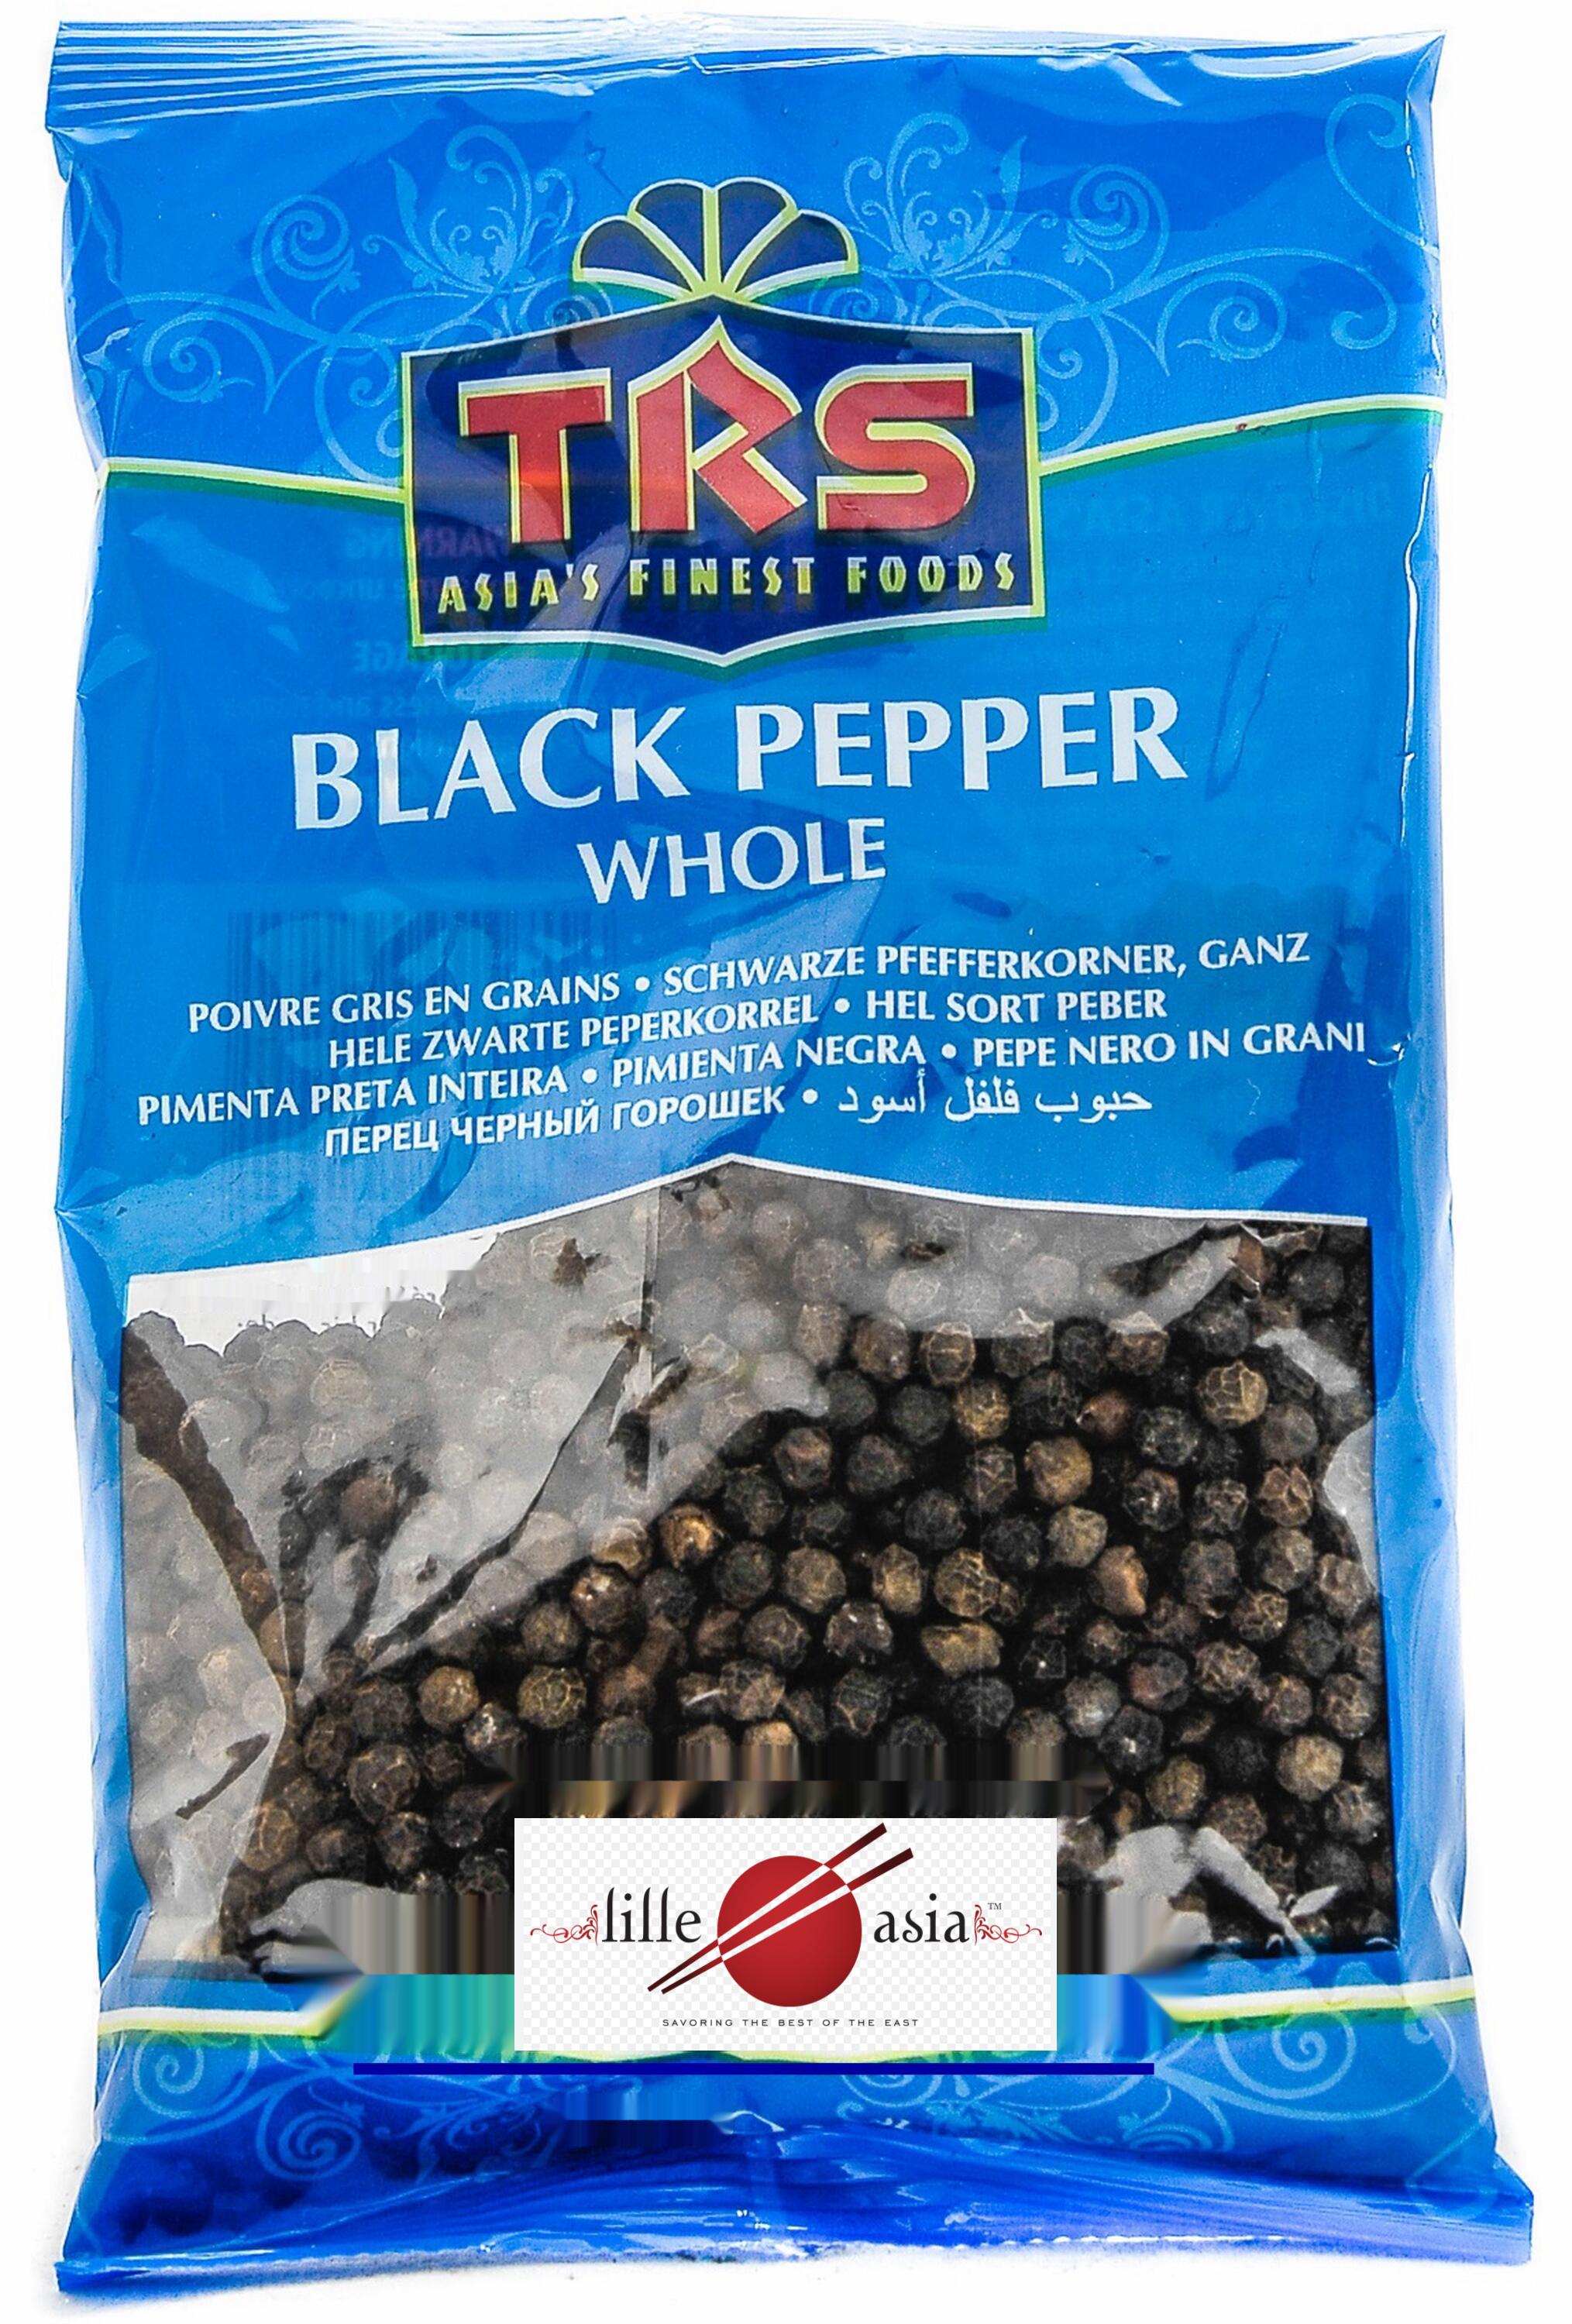 TRS
ASIA'S FINEST FOODS
BLACK PEPPER
WHOLE
POIVRE GRIS EN GRAINS • SCHWARZE PFEFFERKORNER, GANZ
HELE ZWARTE PEPERKORREL • HEL SORT PEBER
PIMENTA PRETA INTEIRA • PIMIENTA NEGRA • PEPE NERO IN GRANI
ПЕРЕЦ ЧЕРНЫЙ ГОРОШЕК • حبوب فلفل أسود
lille asia ™
SAVORING THE BEST OF THE EAST